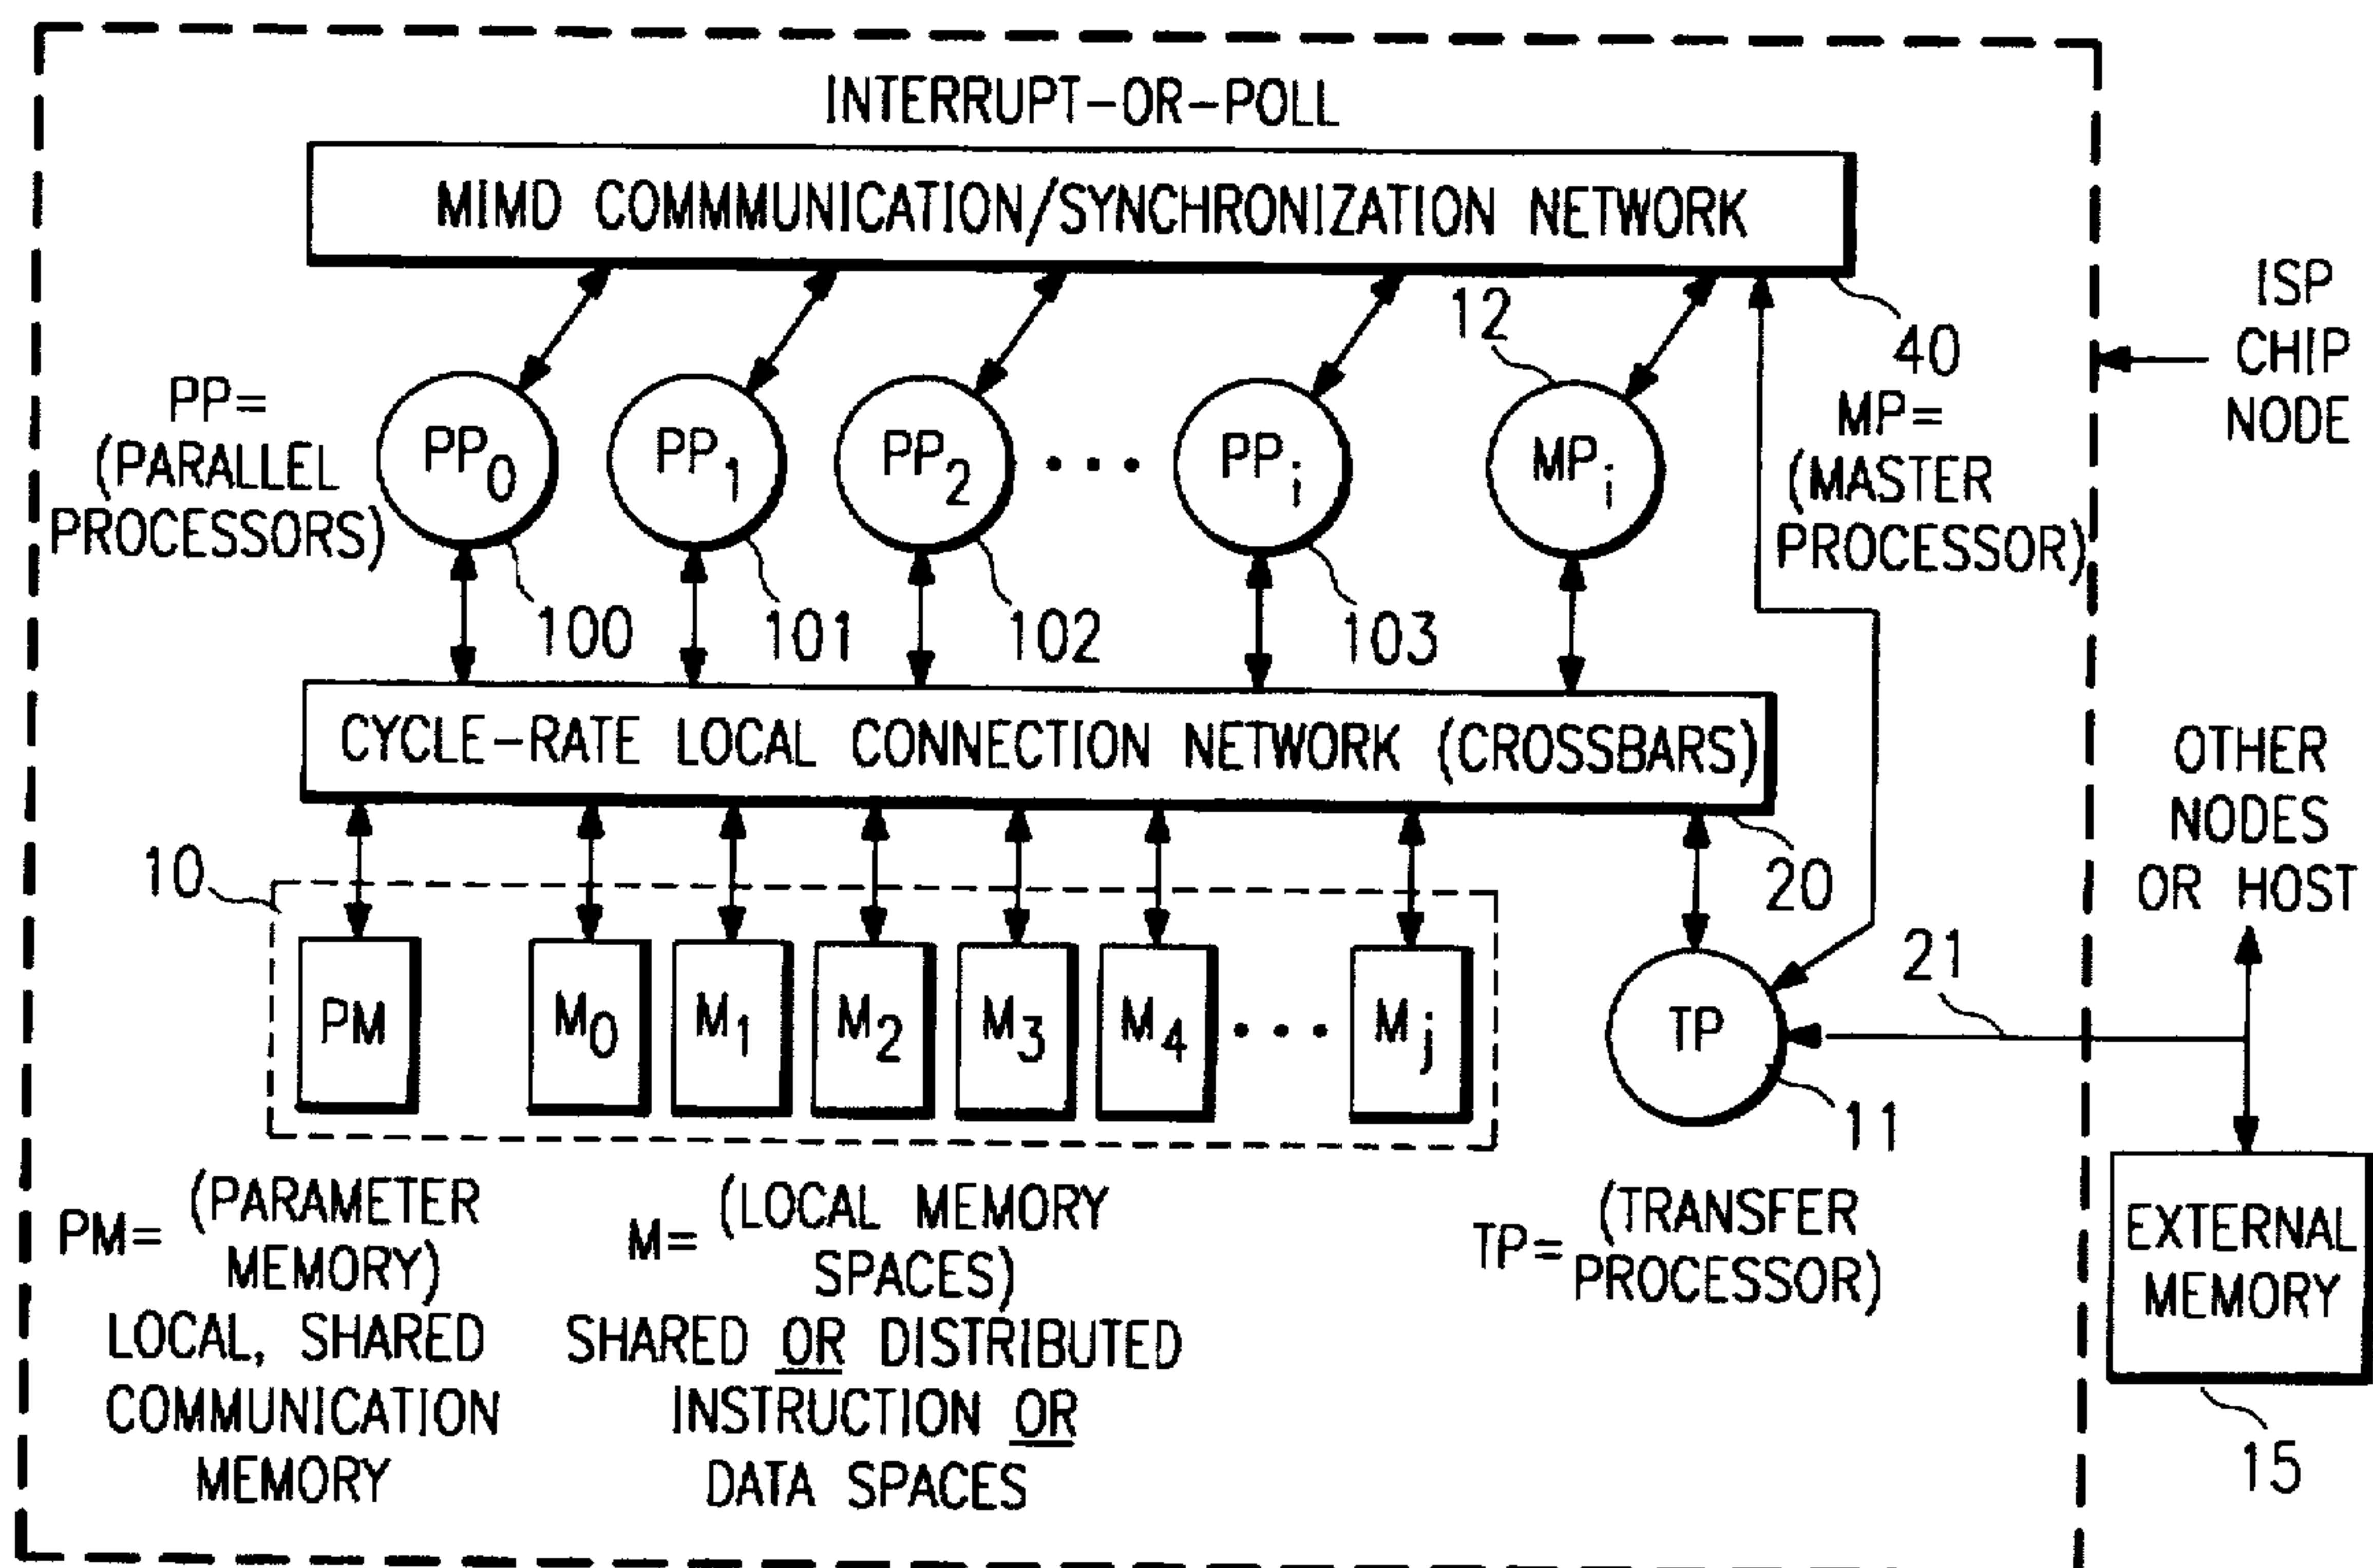 INTERRUPT-OR-POLL
MIMD COMMMUNICATION/SYNCHRONIZATION NETWORK
40
12
ISP
CHIP
NODE
PP=
(PARALLEL
PROCESSORS)
PP0
PP1
PP2
• • •
PPi
MPi
MP=
(MASTER
PROCESSOR)
100
101
102
103
CYCLE-RATE LOCAL CONNECTION NETWORK (CROSSBARS)
20
OTHER
NODES
OR HOST
10
21
PM
M0
M1
M2
M3
M4
• • •
Mj
TP
11
PM= (PARAMETER
MEMORY)
LOCAL, SHARED
COMMUNICATION
MEMORY
M= (LOCAL MEMORY
SPACES)
SHARED OR DISTRIBUTED
INSTRUCTION OR
DATA SPACES
TP= (TRANSFER
PROCESSOR)
EXTERNAL
MEMORY
15